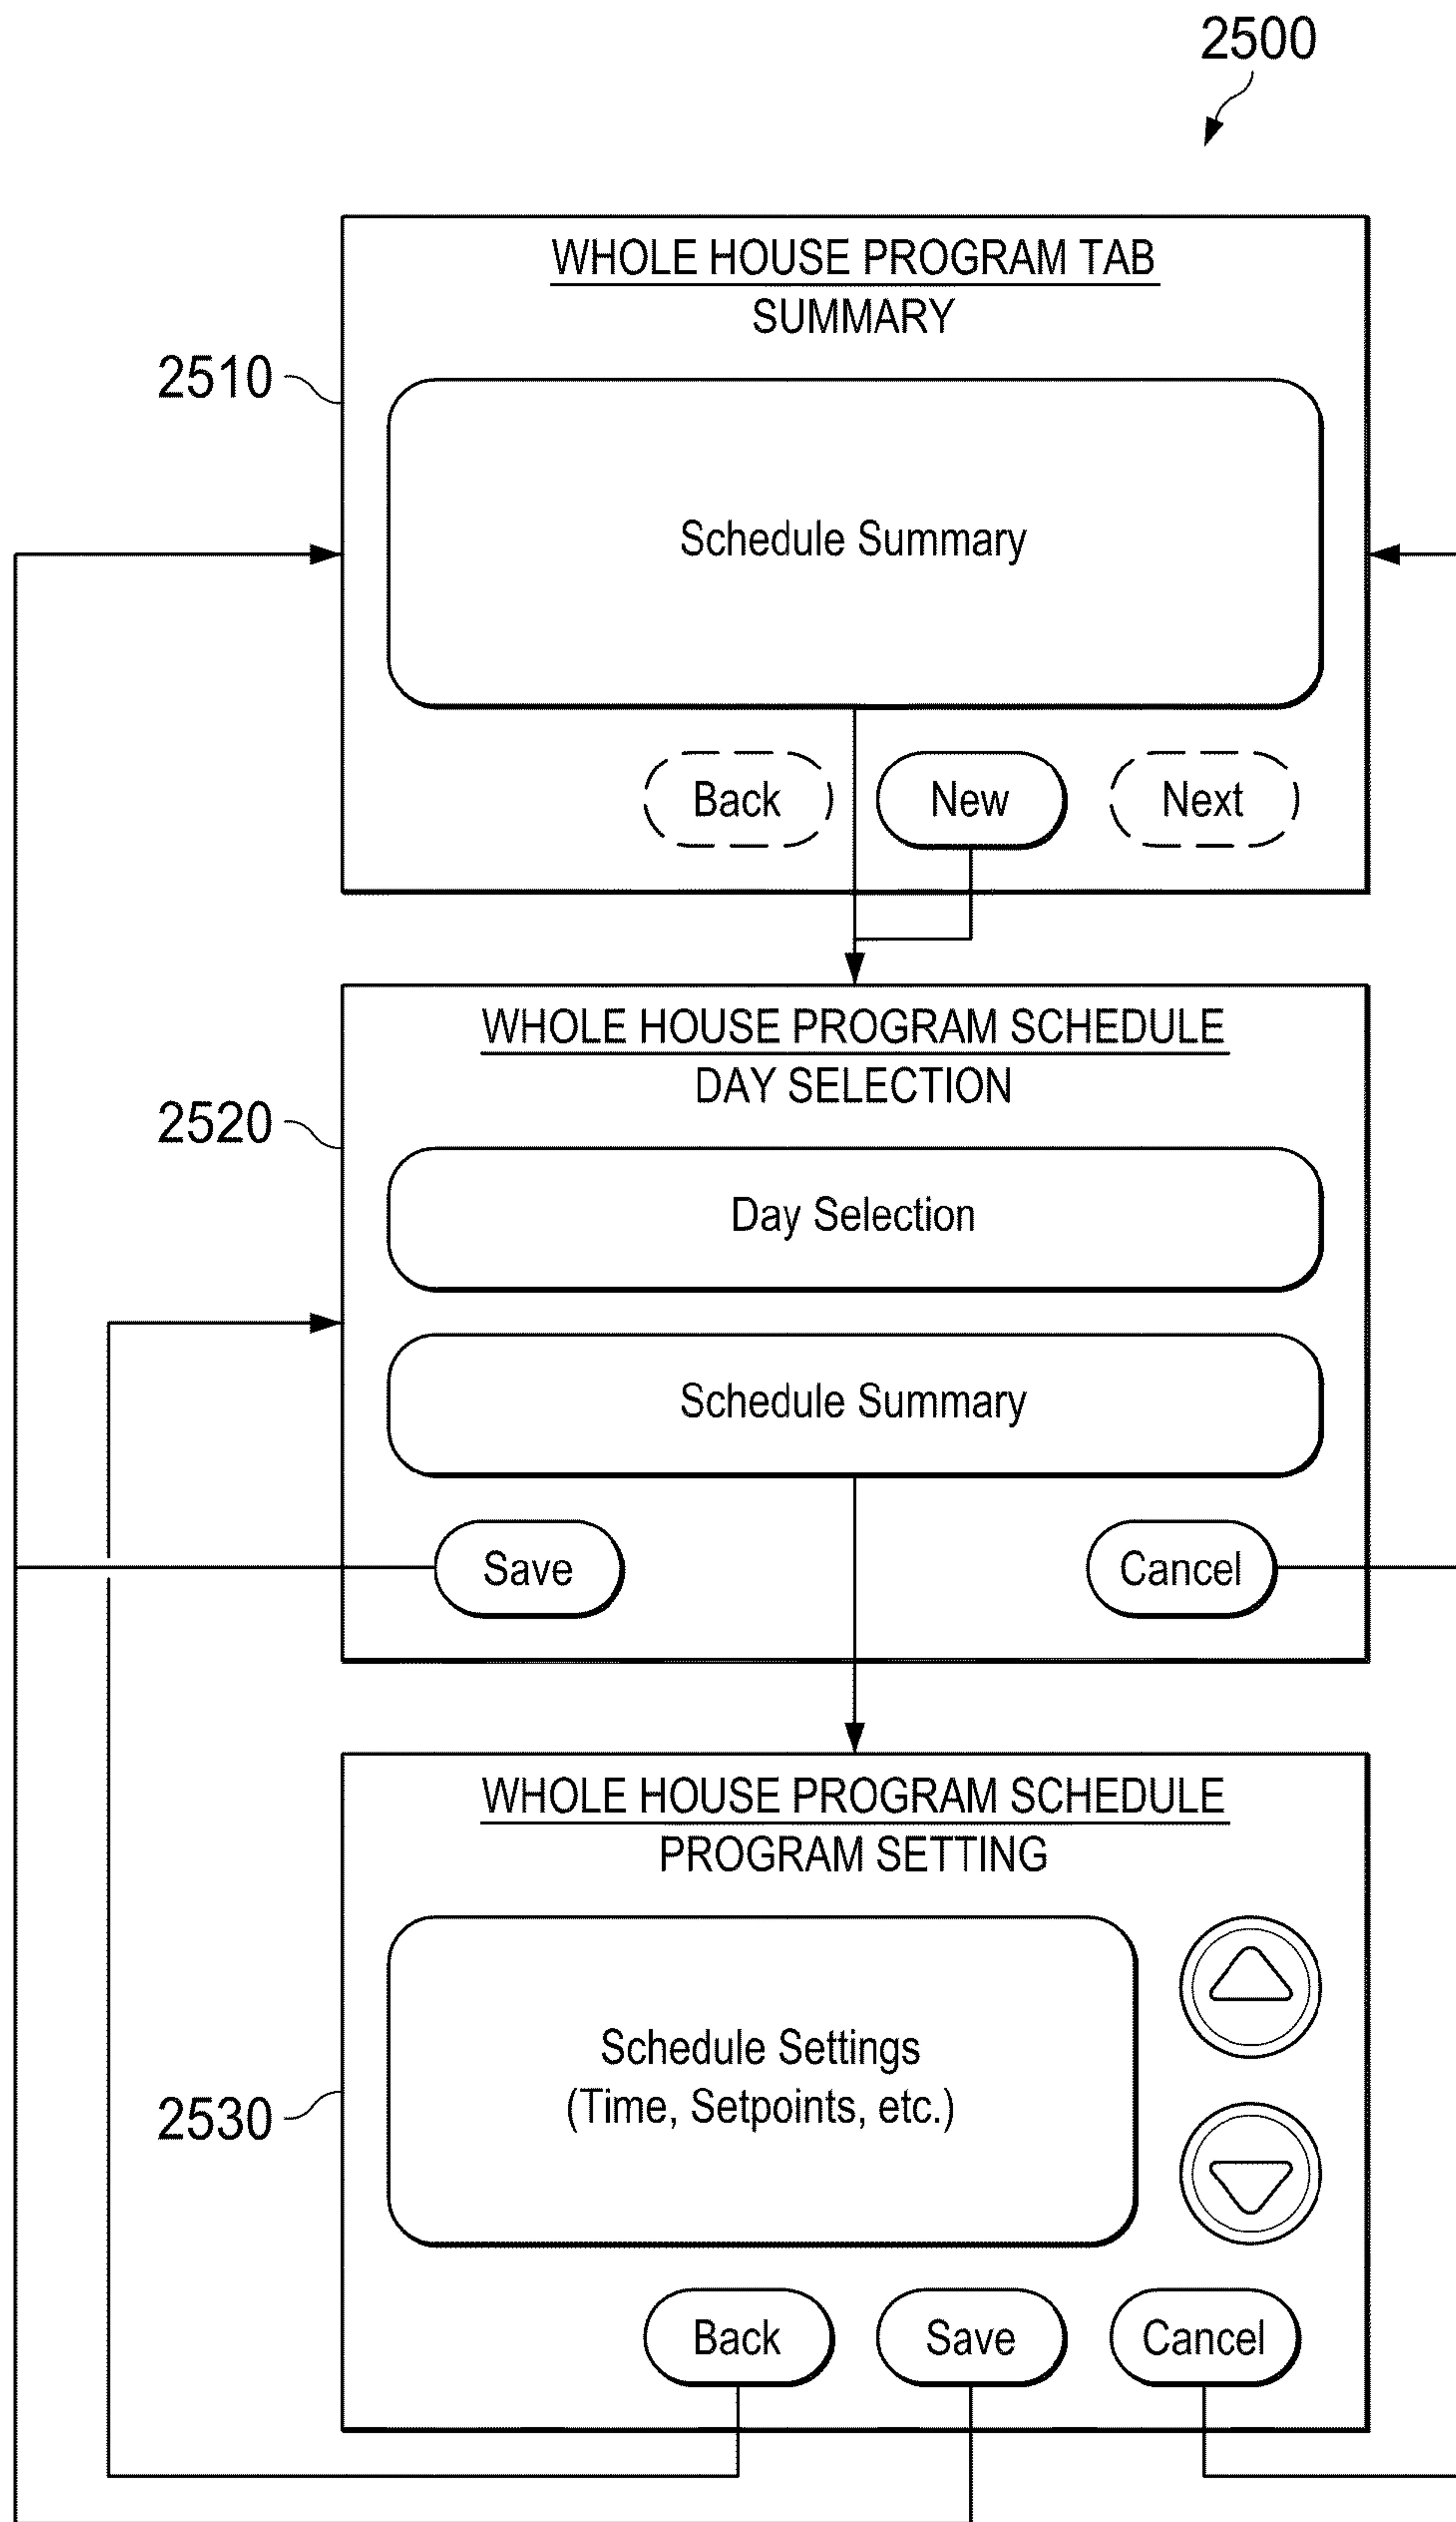 2500
WHOLE HOUSE PROGRAM TAB
SUMMARY
2510
Schedule Summary
Back
New
Next
WHOLE HOUSE PROGRAM SCHEDULE
DAY SELECTION
2520
Day Selection
Schedule Summary
Save
Cancel
WHOLE HOUSE PROGRAM SCHEDULE
PROGRAM SETTING
Schedule Settings
(Time, Setpoints, etc.)
2530
Back
Save
Cancel